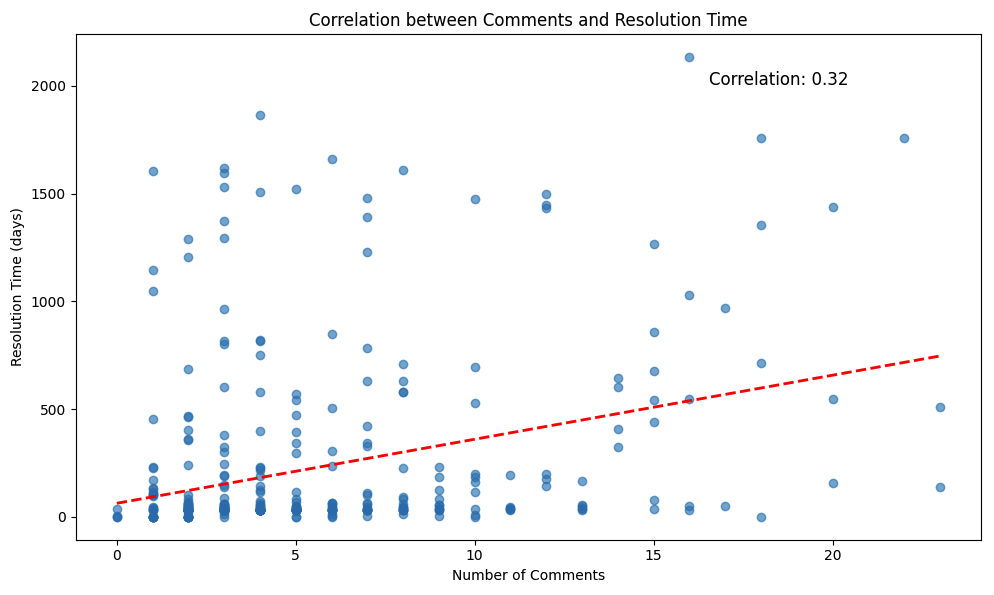 Correlation between Comments and Resolution Time
Correlation: 0.32
Resolution Time (days)
2000
1500
1000
500
0
0 5 10 15 20
Number of Comments